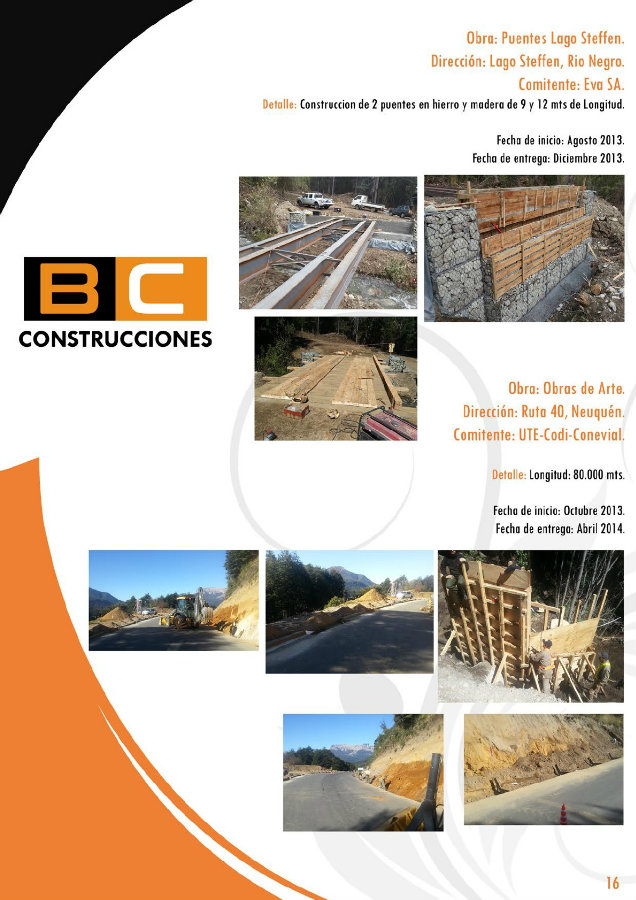 Obra: Puentes Lago Steffen.
Dirección: Lago Steffen, Rio Negro.
Comitente: Eva SA.
Detalle: Construccion de 2 puentes en hierro y madera de 9 y 12 mts de Longitud.
Fecha de inicio: Agosto 2013.
Fecha de entrega: Diciembre 2013.
BC
CONSTRUCCIONES
Obra: Obras de Arte.
Dirección: Ruta 40, Neuquén.
Comitente: UTE-Codi-Conevial.
Detalle: Longitud: 80.000 mts.
Fecha de inicio: Octubre 2013.
Fecha de entrega: Abril 2014.
16